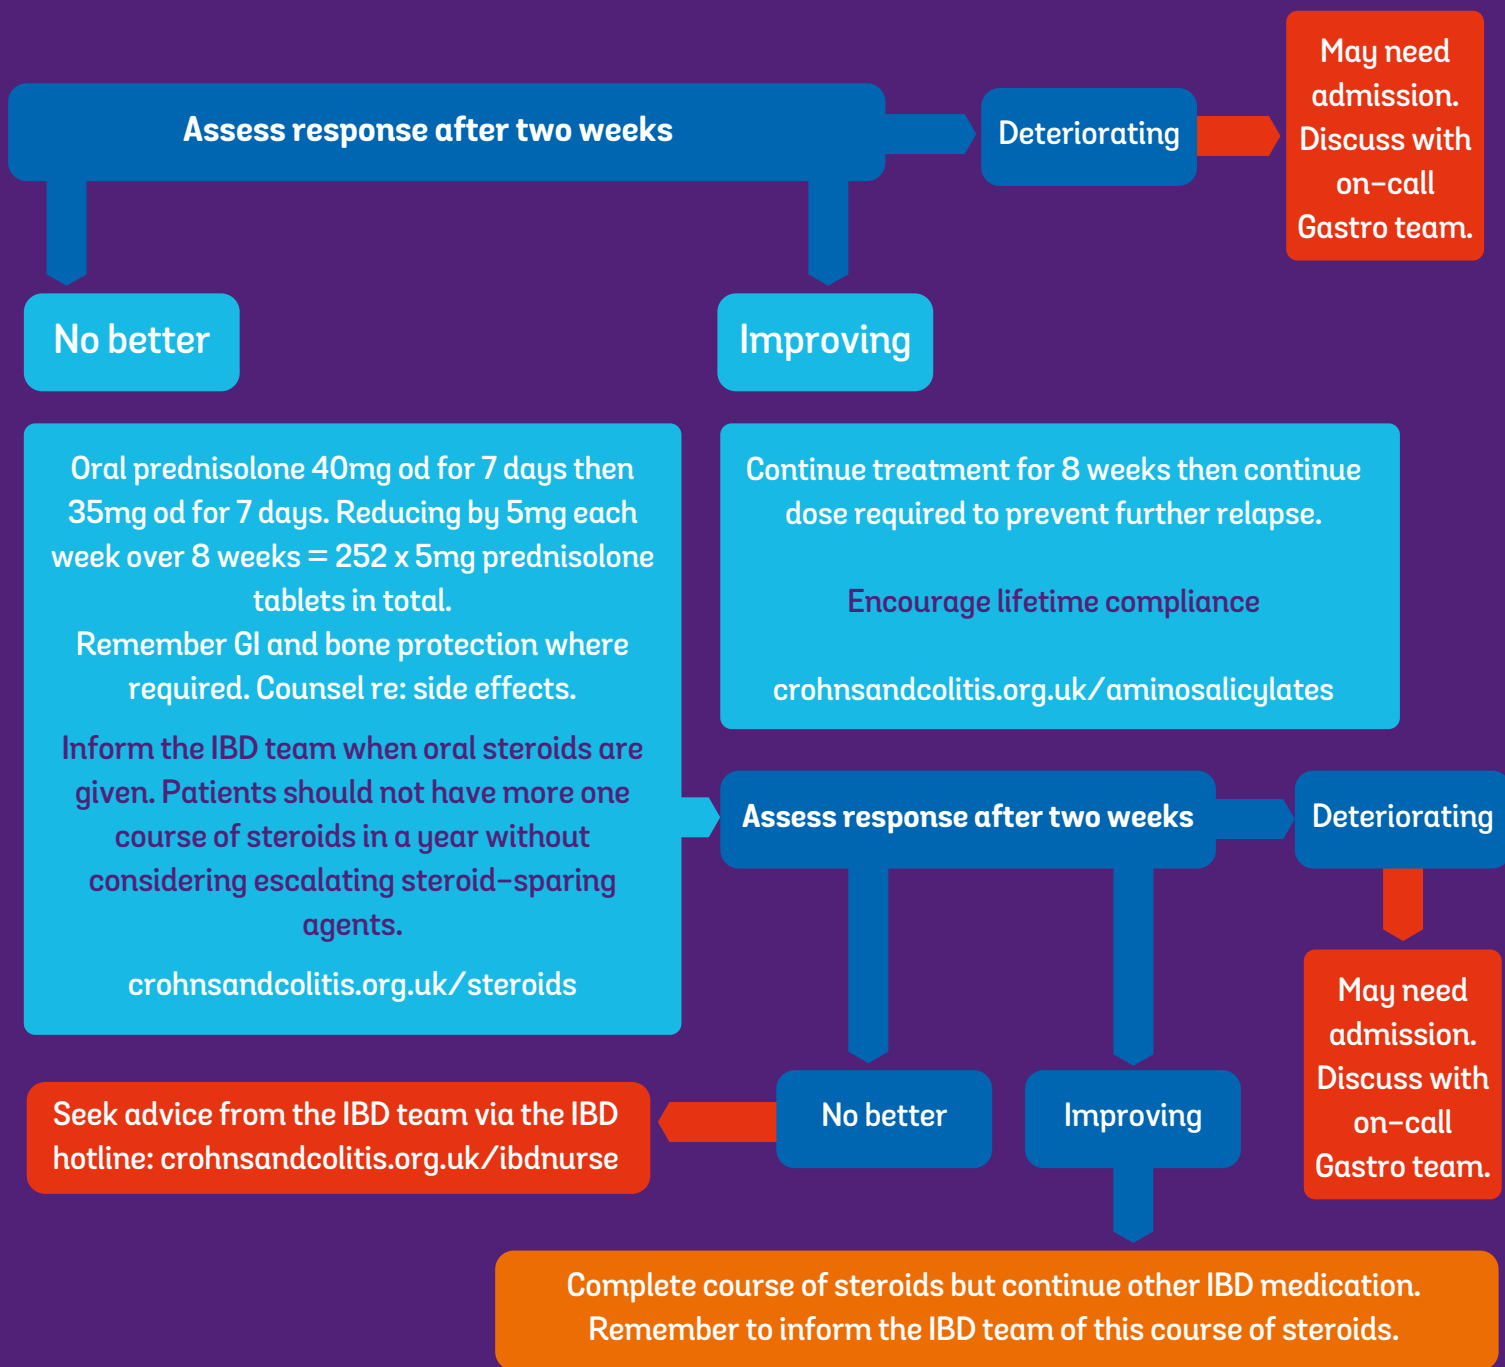 Assess response after two weeks
Deteriorating
May need
admission.
Discuss with
on-call
Gastro team.
No better
Improving
Oral prednisolone 40mg od for 7 days then
35mg od for 7 days. Reducing by 5mg each
week over 8 weeks = 252 x 5mg prednisolone
tablets in total.
Remember GI and bone protection where
required. Counsel re: side effects.
Inform the IBD team when oral steroids are
given. Patients should not have more one
course of steroids in a year without
considering escalating steroid-sparing
agents.
crohnsandcolitis.org.uk/steroids
Continue treatment for 8 weeks then continue
dose required to prevent further relapse.
Encourage lifetime compliance
crohnsandcolitis.org.uk/aminosalicylates
Assess response after two weeks
Deteriorating
May need
admission.
Discuss with
on-call
Gastro team.
No better
Improving
Seek advice from the IBD team via the IBD
hotline: crohnsandcolitis.org.uk/ibdnurse
Complete course of steroids but continue other IBD medication.
Remember to inform the IBD team of this course of steroids.